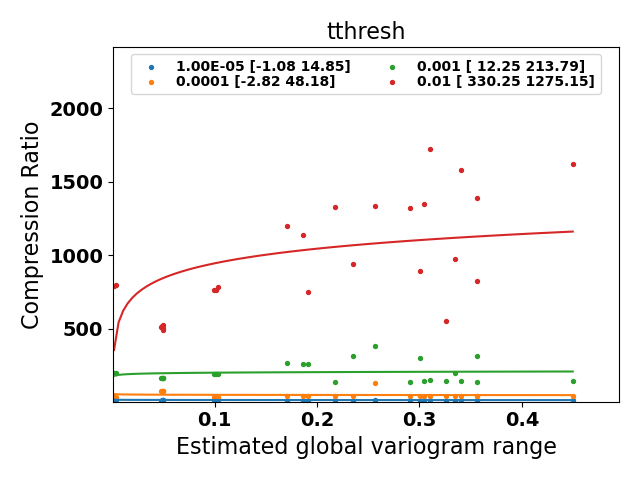 tthresh
1.00E-05 [-1.08 14.85]
0.0001 [-2.82 48.18]
0.001 [ 12.25 213.79]
0.01 [ 330.25 1275.15]
Compression Ratio
2000
1500
1000
500
0.1 0.2 0.3 0.4
Estimated global variogram range